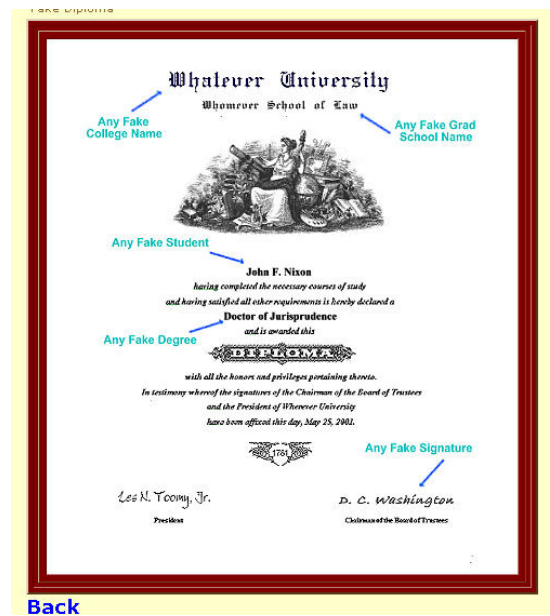 Fake Diploma
Whatever University
Whomever School of Law
Any Fake
College Name
Any Fake Grad
School Name
Any Fake Student
John F. Nixon
having completed the necessary courses of study
and having satisfied all other requirements is hereby declared a
Doctor of Jurisprudence
and is awarded this
Any Fake Degree
DIPLOMA
with all the honors and privileges pertaining thereto.
In testimony whereof the signatures of the Chairman of the Board of Trustees
and the President of Wherever University
have been affixed this day, May 25, 2001.
1781
Any Fake Signature
Les N. Toomy, Jr.
D. C. Washington
President
Chairman of the Board of Trustees
Back